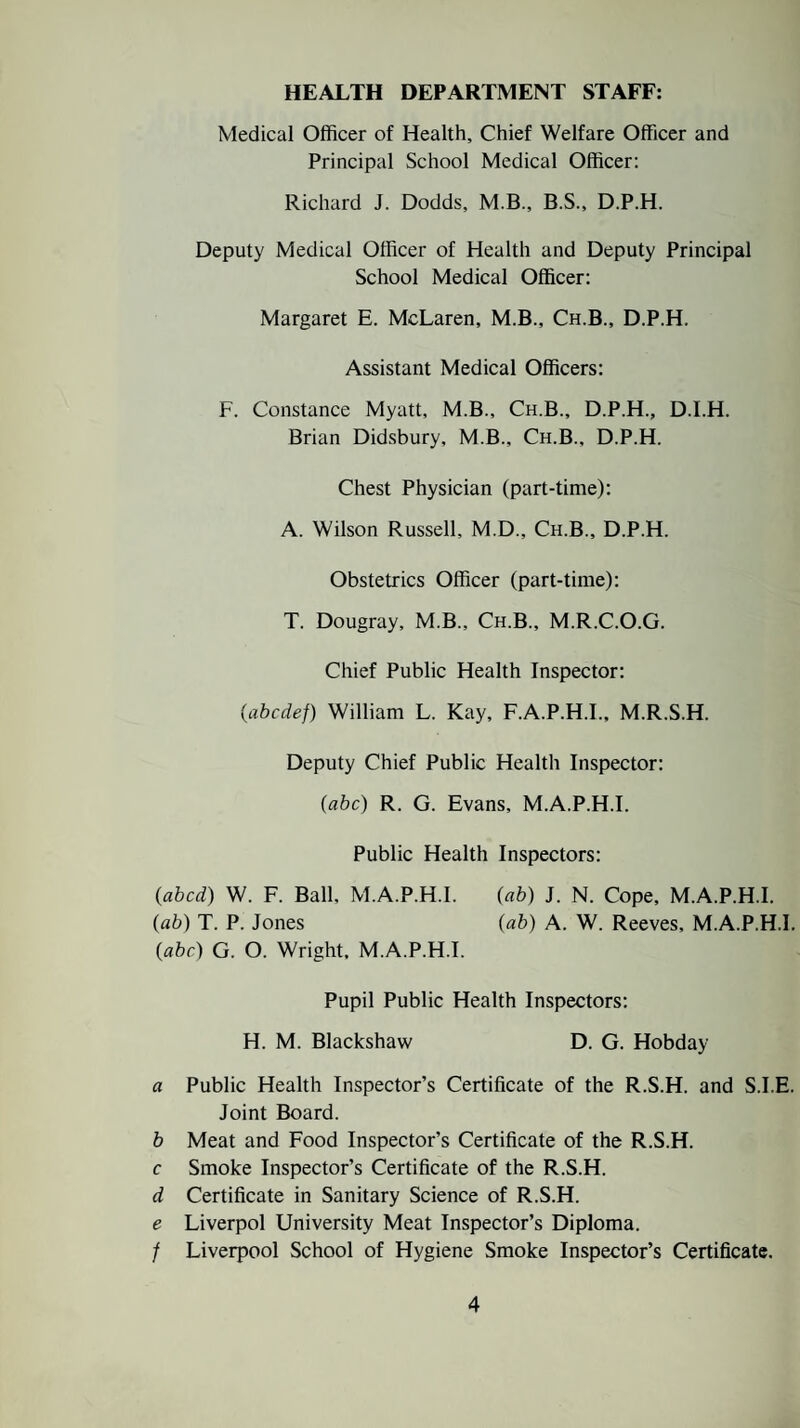 HEALTH DEPARTMENT STAFF:
Medical Officer of Health, Chief Welfare Officer and
Principal School Medical Officer:
Richard J. Dodds, M.B., B.S., D.P.H.
Deputy Medical Officer of Health and Deputy Principal
School Medical Officer:
Margaret E. McLaren, M.B., Ch.B., D.P.H.
Assistant Medical Officers:
F. Constance Myatt, M.B., Ch.B., D.P.H., D.I.H.
Brian Didsbury, M.B., Ch.B., D.P.H.
Chest Physician (part-time):
A. Wilson Russell, M.D., Ch.B., D.P.H.
Obstetrics Officer (part-time):
T. Dougray, M.B., Ch.B., M.R.C.O.G.
Chief Public Health Inspector:
(abcdef) William L. Kay, F.A.P.H.I., M.R.S.H.
Deputy Chief Public Health Inspector:
(abc) R. G. Evans, M.A.P.H.I.
Public Health Inspectors:
(abcd) W. F. Ball, M.A.P.H.I. (ab) J. N. Cope, M.A.P.H.I.
(ab) T. P. Jones (ab) A. W. Reeves, M.A.P.H.I.
(abc) G. O. Wright, M.A.P.H.I.
Pupil Public Health Inspectors:
H. M. Blackshaw D. G. Hobday
a Public Health Inspector's Certificate of the R.S.H. and S.I.E.
Joint Board.
b Meat and Food Inspector's Certificate of the R.S.H.
c Smoke Inspector's Certificate of the R.S.H.
d Certificate in Sanitary Science of R.S.H.
e Liverpol University Meat Inspector's Diploma.
f Liverpool School of Hygiene Smoke Inspector's Certificate.
4